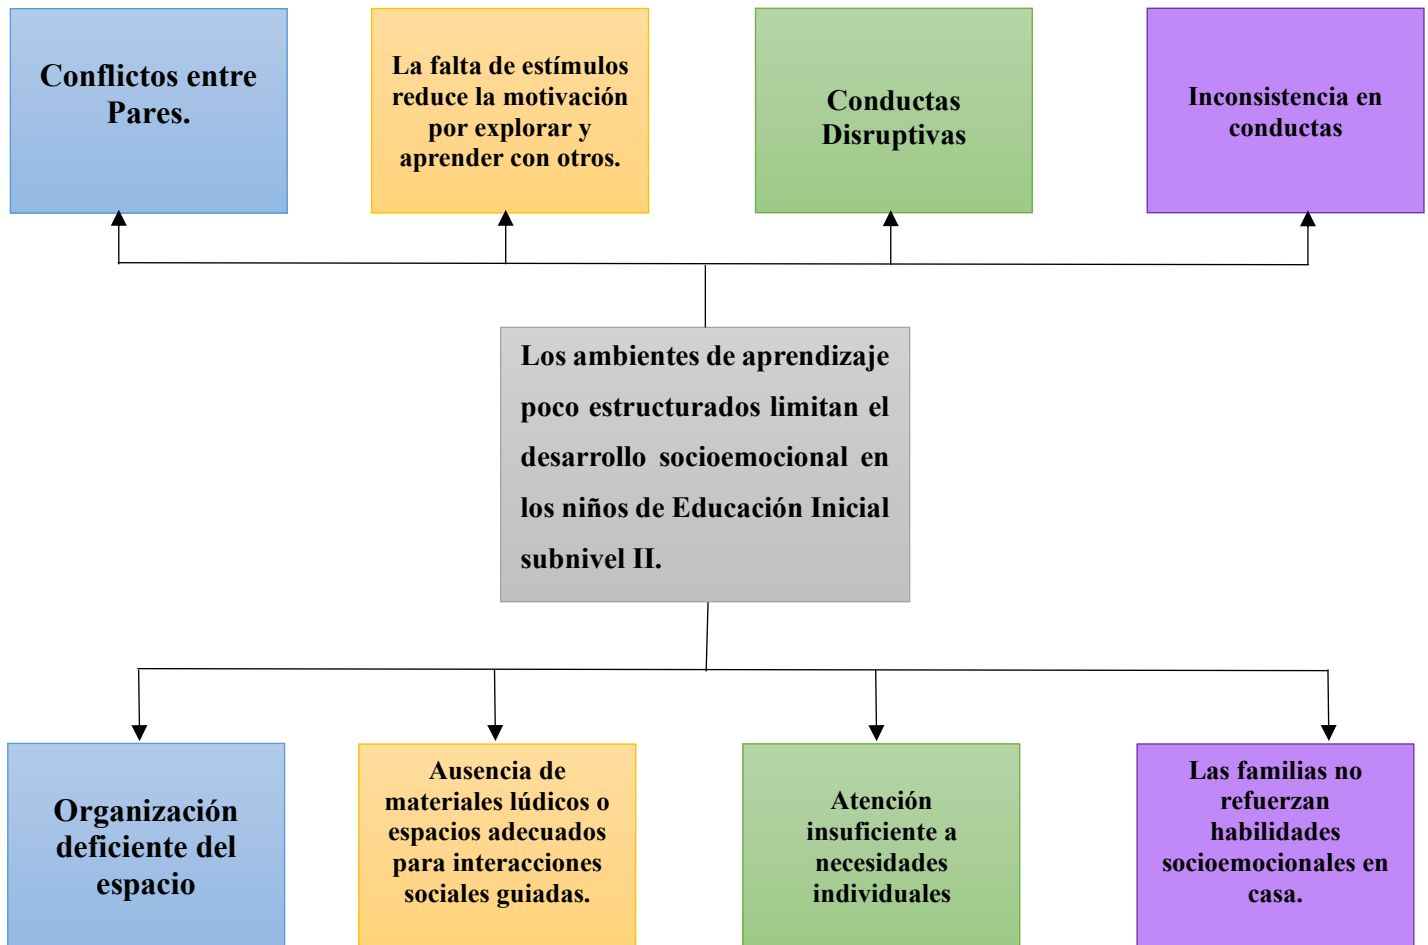 Conflictos entre
Pares.
La falta de estímulos
reduce la motivación
por explorar y
aprender con otros.
Conductas
Disruptivas
Inconsistencia en
conductas
Los ambientes de aprendizaje
poco estructurados limitan el
desarrollo socioemocional en
los niños de Educación Inicial
subnivel II.
Organización
deficiente del
espacio
Ausencia de
materiales lúdicos o
espacios adecuados
para interacciones
sociales guiadas.
Atención
insuficiente a
necesidades
individuales
Las familias no
refuerzan
habilidades
socioemocionales en
casa.